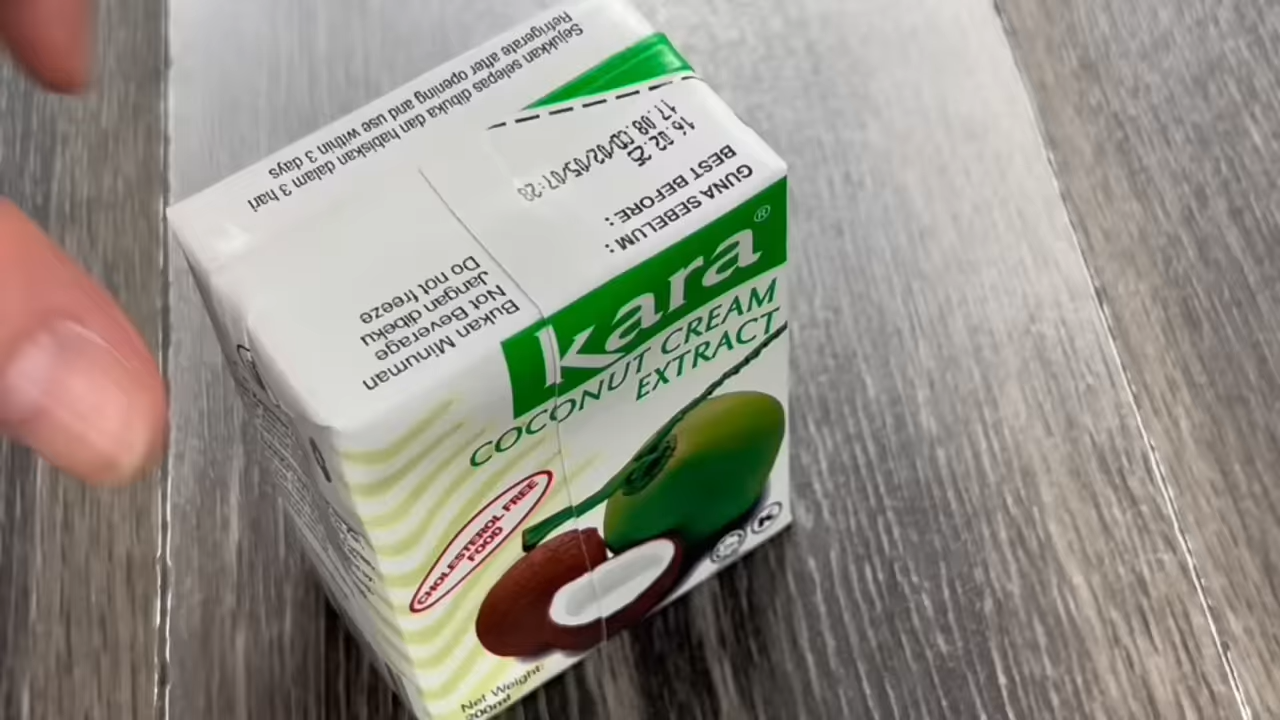 Sejukkan selepas dibuka dan habiskan dalam 3 hari
Refrigerate after opening and use within 3 days
GUNA SEBELUM :
BEST BEFORE :
16.02.25
17.08 CD/02/05/07:28
Bukan Minuman
Not Beverage
Jangan dibeku
Do not freeze
kara®
COCONUT CREAM
EXTRACT
CHOLESTEROL FREE
FOOD
K
Net Weight:
200ml